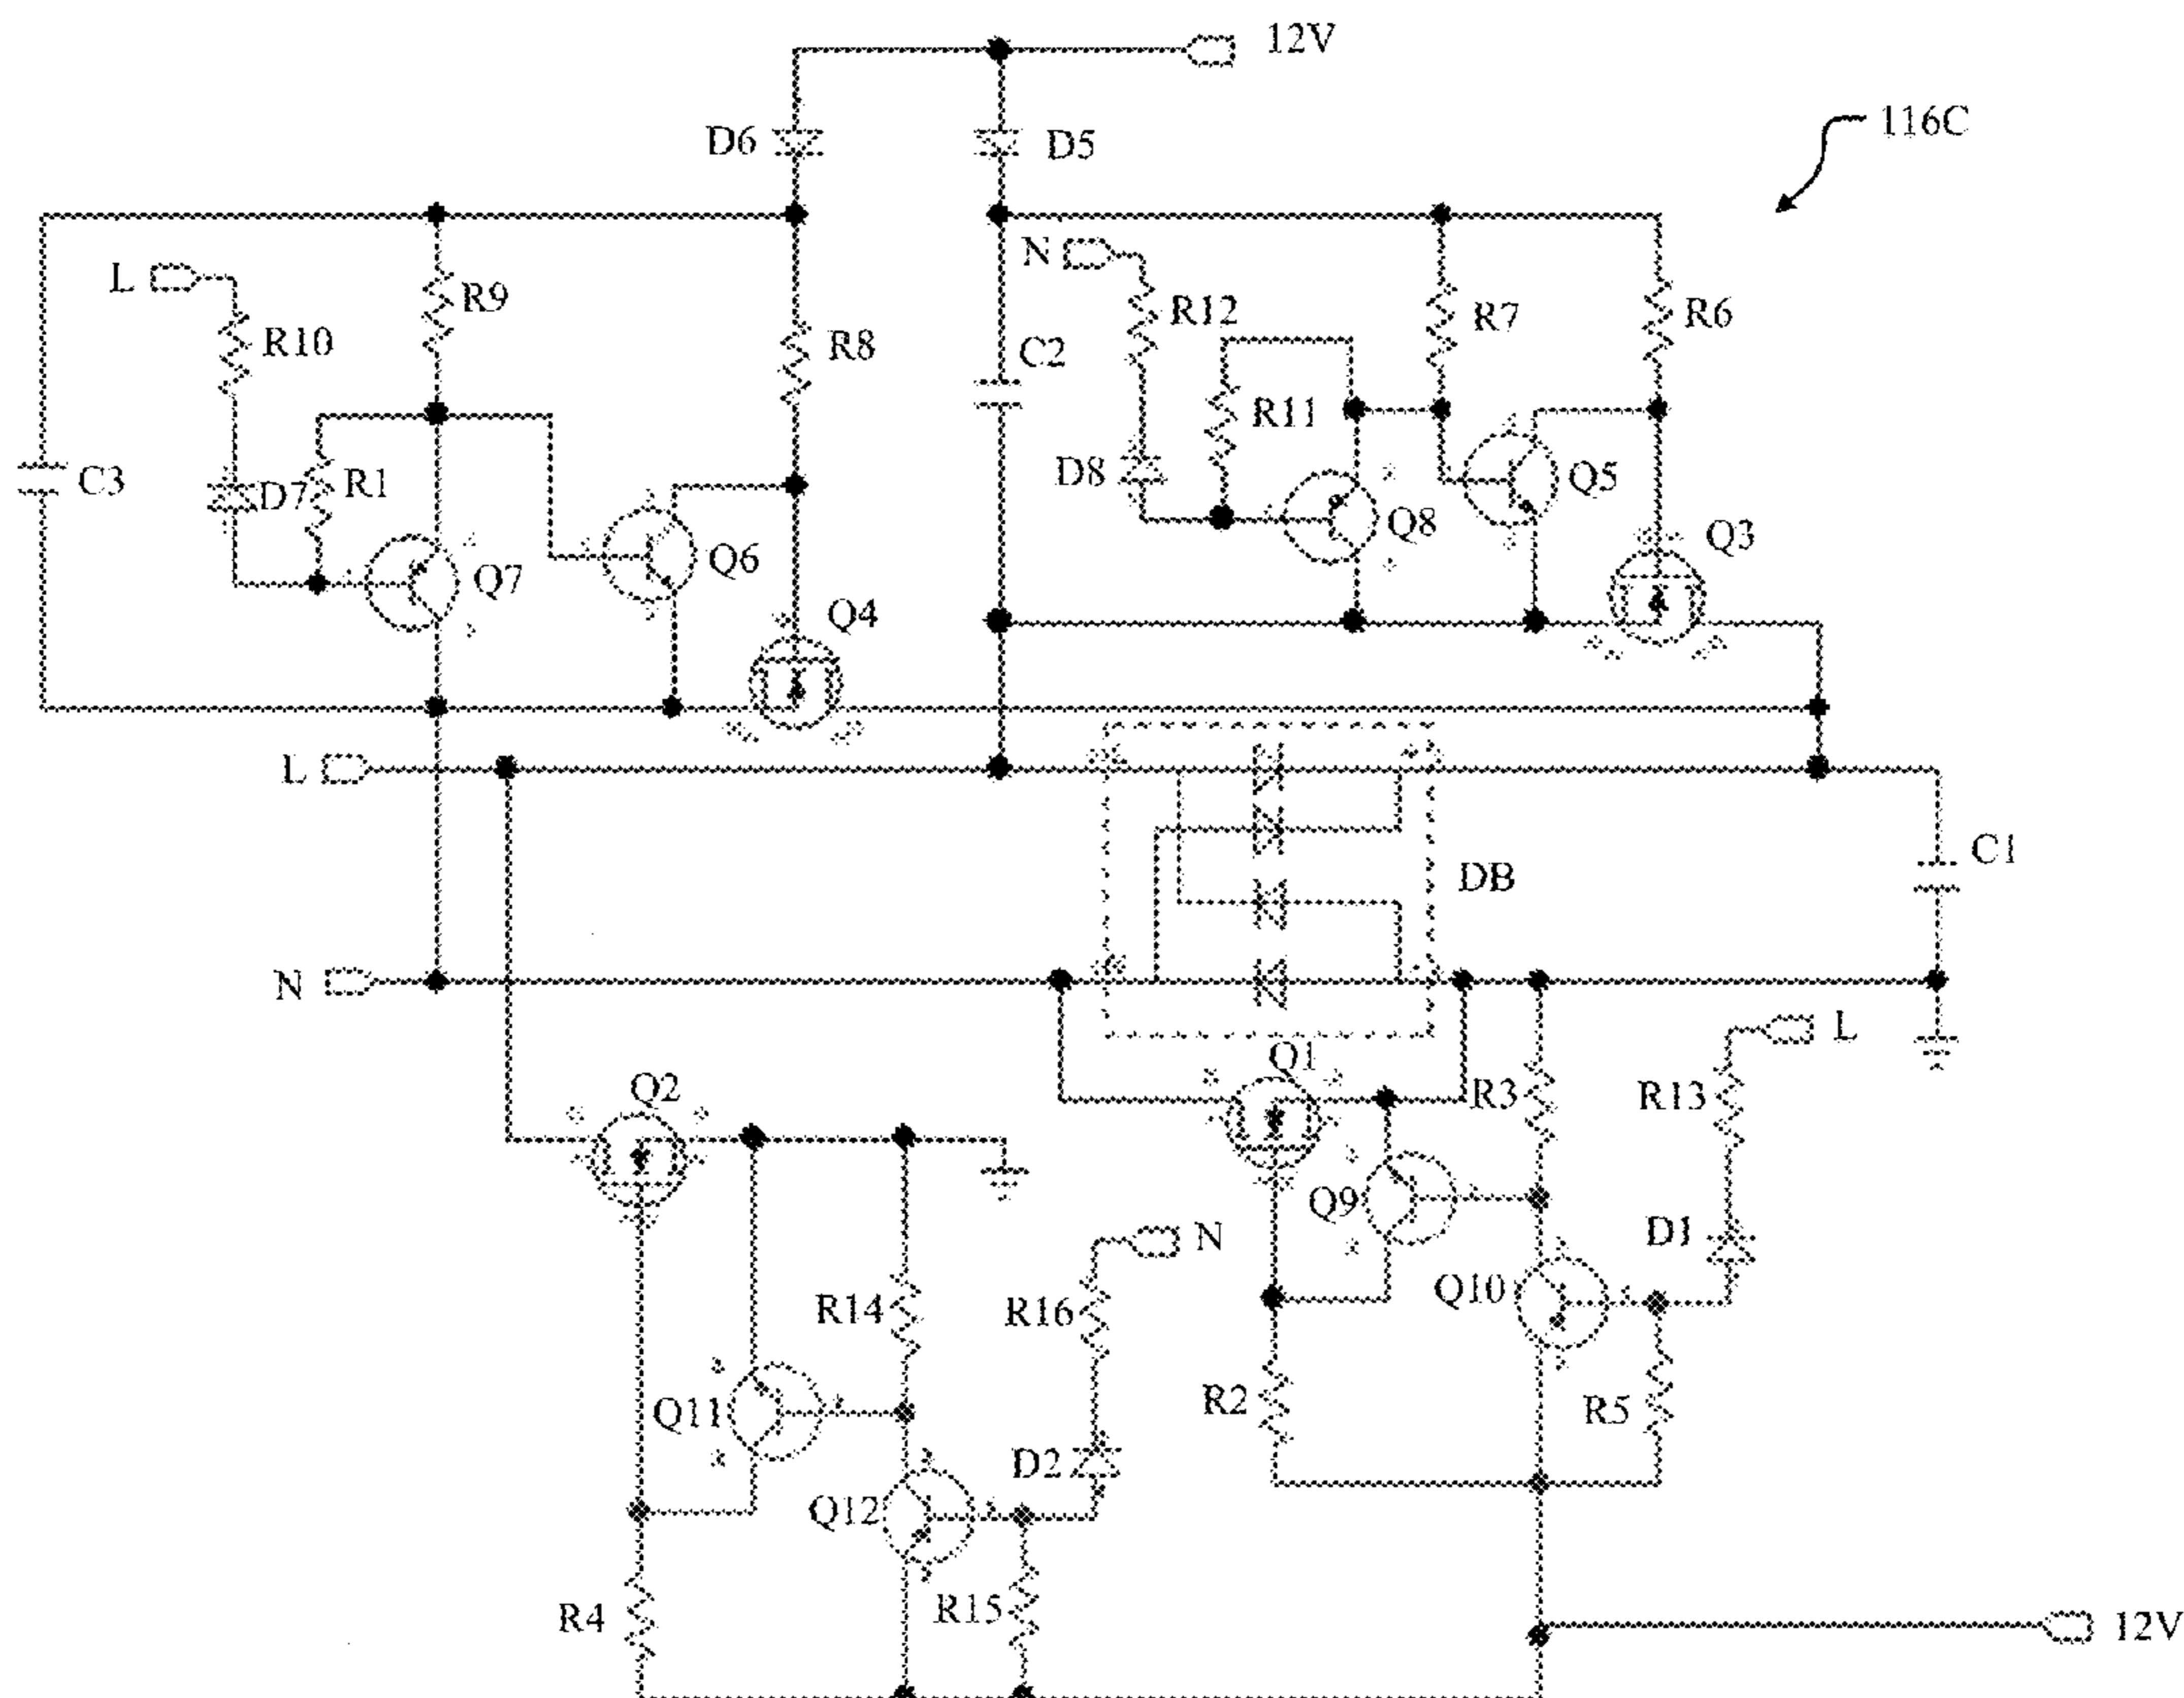 12V
116C
D6
D5
N
L
R9
R12
R7
R6
R10
R8
C2
R11
C3
D7
R1
D8
Q5
Q8
Q3
Q7
Q6
Q4
L
DB
C1
N
L
Q1
Q2
R3
R13
Q9
N
D1
Q10
R14
R16
R2
R5
Q11
D2
Q12
R4
R15
12V